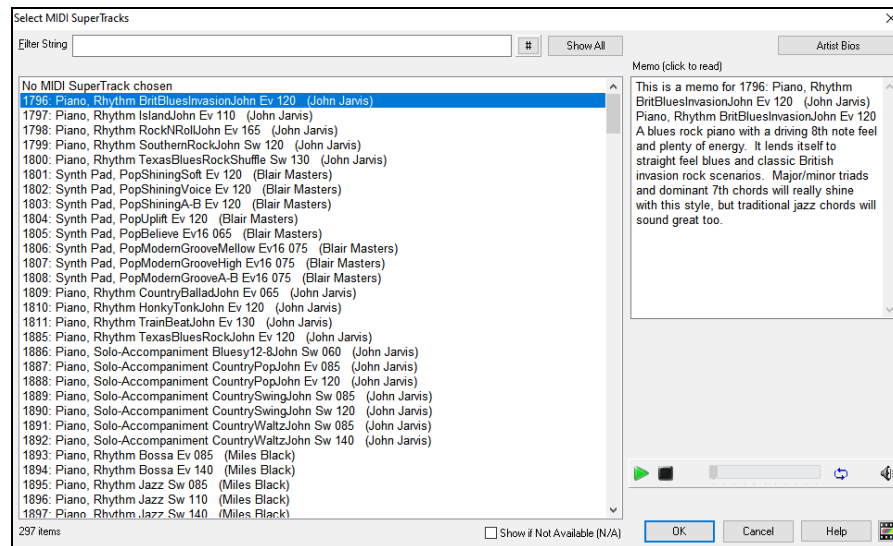 Select MIDI SuperTracks
Filter String
#
Show All
Artist Bios
Memo (click to read)
No MIDI SuperTrack chosen
1796: Piano, Rhythm BritBluesInvasionJohn Ev 120 (John Jarvis)
1797: Piano, Rhythm IslandJohn Ev 110 (John Jarvis)
1798: Piano, Rhythm RockNRollJohn Ev 165 (John Jarvis)
1799: Piano, Rhythm SouthernRockJohn Sw 120 (John Jarvis)
1800: Piano, Rhythm TexasBluesRockShuffle Sw 130 (John Jarvis)
1801: Synth Pad, PopShiningSoft Ev 120 (Blair Masters)
1802: Synth Pad, PopShiningVoice Ev 120 (Blair Masters)
1803: Synth Pad, PopShiningA-B Ev 120 (Blair Masters)
1804: Synth Pad, PopUplift Ev 120 (Blair Masters)
1805: Synth Pad, PopBelieve Ev16 065 (Blair Masters)
1806: Synth Pad, PopModernGrooveMellow Ev16 075 (Blair Masters)
1807: Synth Pad, PopModernGrooveHigh Ev16 075 (Blair Masters)
1808: Synth Pad, PopModernGrooveA-B Ev16 075 (Blair Masters)
1809: Piano, Rhythm CountryBalladJohn Ev 065 (John Jarvis)
1810: Piano, Rhythm HonkyTonkJohn Ev 120 (John Jarvis)
1811: Piano, Rhythm TrainBeatJohn Ev 130 (John Jarvis)
1885: Piano, Rhythm TexasBluesRockJohn Ev 120 (John Jarvis)
1886: Piano, Solo-Accompaniment Bluesy12-8John Sw 060 (John Jarvis)
1887: Piano, Solo-Accompaniment CountryPopJohn Ev 085 (John Jarvis)
1888: Piano, Solo-Accompaniment CountryPopJohn Ev 120 (John Jarvis)
1889: Piano, Solo-Accompaniment CountrySwingJohn Sw 085 (John Jarvis)
1890: Piano, Solo-Accompaniment CountrySwingJohn Sw 120 (John Jarvis)
1891: Piano, Solo-Accompaniment CountryWaltzJohn Sw 085 (John Jarvis)
1892: Piano, Solo-Accompaniment CountryWaltzJohn Sw 140 (John Jarvis)
1893: Piano, Rhythm Bossa Ev 085 (Miles Black)
1894: Piano, Rhythm Bossa Ev 140 (Miles Black)
1895: Piano, Rhythm Jazz Sw 085 (Miles Black)
1896: Piano, Rhythm Jazz Sw 110 (Miles Black)
1897: Piano, Rhythm Jazz Sw 140 (Miles Black)
This is a memo for 1796: Piano, Rhythm
BritBluesInvasionJohn Ev 120 (John Jarvis)
Piano, Rhythm BritBluesInvasionJohn Ev 120
A blues rock piano with a driving 8th note feel
and plenty of energy. It lends itself to
straight feel blues and classic British
invasion rock scenarios. Major/minor triads
and dominant 7th chords will really shine
with this style, but traditional jazz chords will
sound great too.
297 items
Show if Not Available (N/A)
OK
Cancel
Help